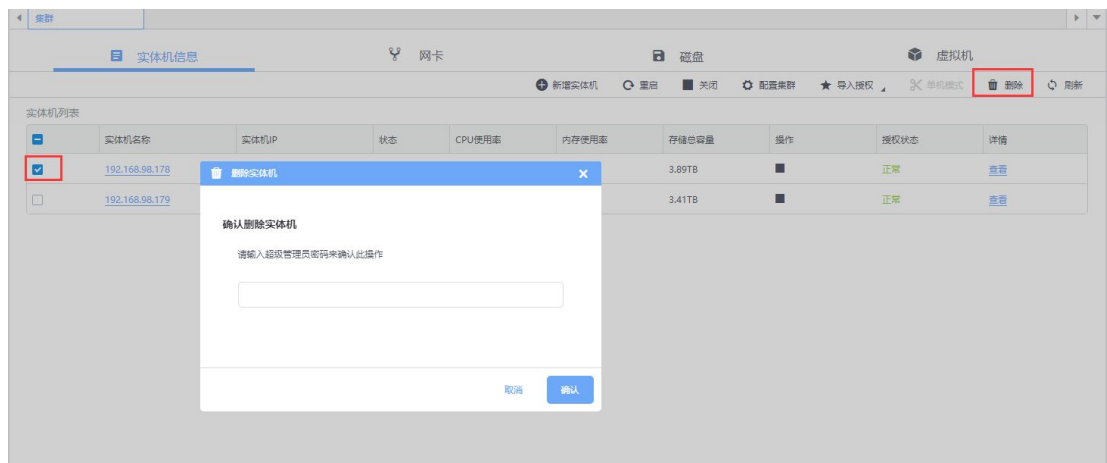 集群
实体机信息 网卡 磁盘 虚拟机
新增实体机 重启 关闭 配置集群 导入授权 单机模式 删除 刷新
实体机列表
实体机名称 实体机IP 状态 CPU使用率 内存使用率 存储总容量 操作 授权状态 详情
192.168.98.178 3.89TB 正常 查看
192.168.98.179 3.41TB 正常 查看
删除实体机
确认删除实体机
请输入超级管理员密码来确认此操作
取消 确认